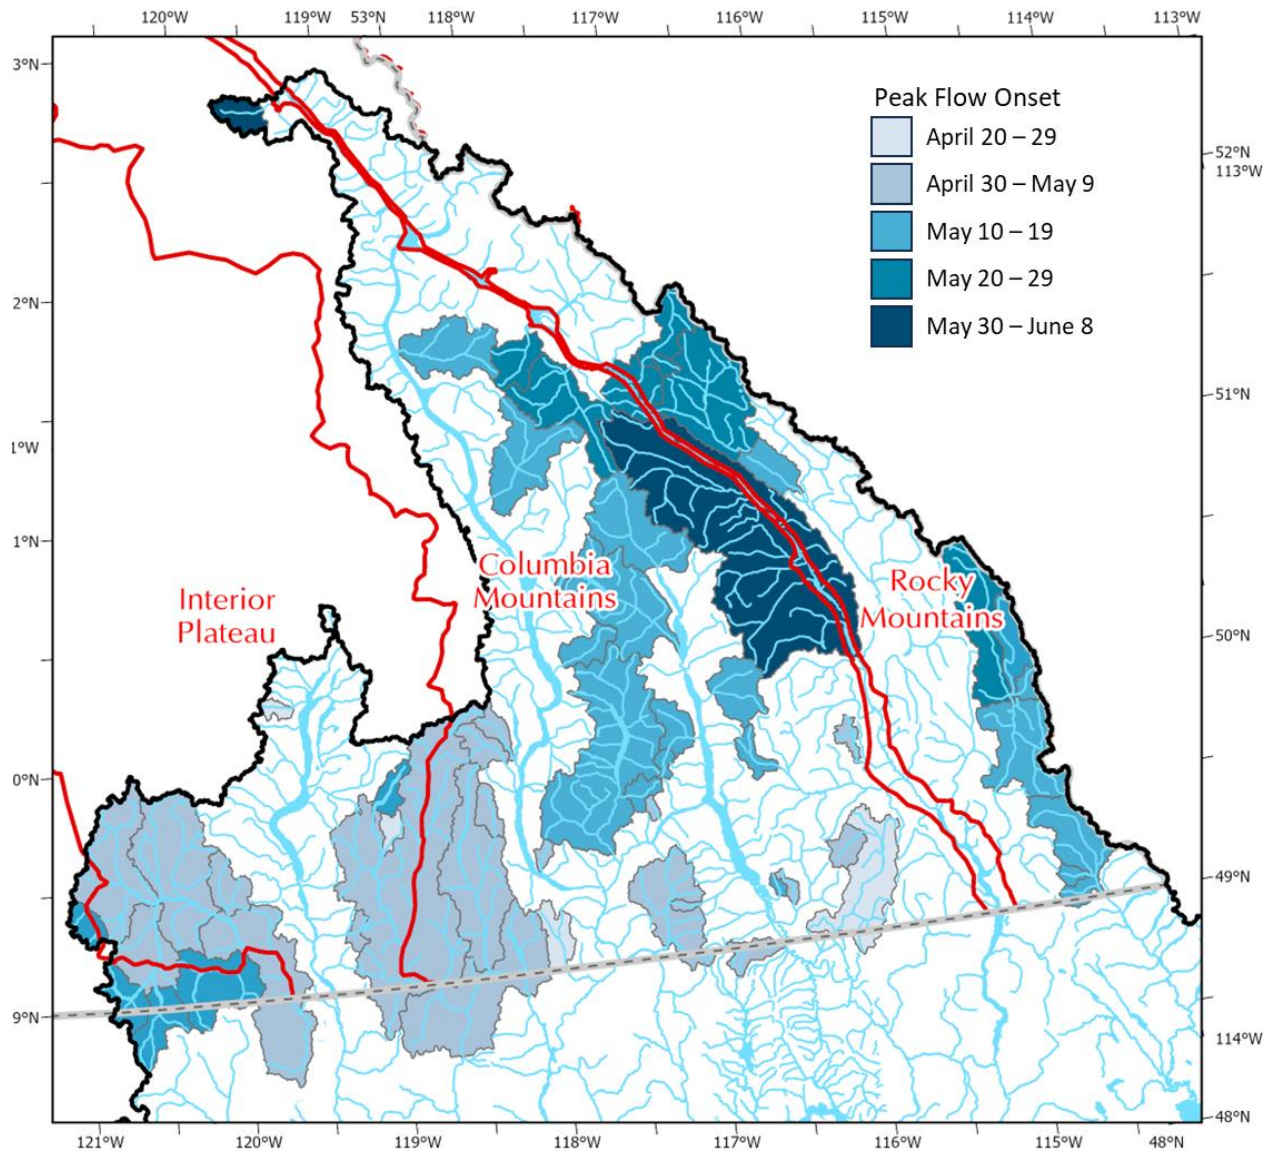 120°W 119°W 53°N 118°W 117°W 116°W 115°W 114°W 113°W
3°N
Peak Flow Onset
April 20 – 29
52°N
113°W
April 30 – May 9
May 10 – 19
May 20 – 29
2°N
May 30 – June 8
51°N
1°W
1°N
Columbia
Mountains
Rocky
Mountains
Interior
Plateau
50°N
0°N
49°N
9°N
114°W
48°N
121°W 120°W 119°W 118°W 117°W 116°W 115°W 48°N